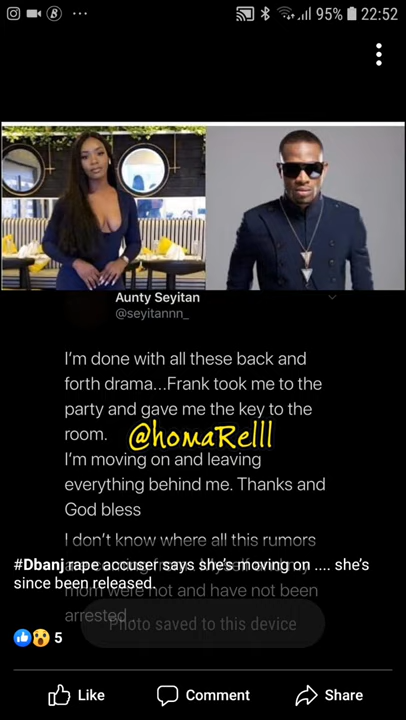 95% 22:52
Aunty Seyitan
@seyitannn_
I'm done with all these back and
forth drama...Frank took me to the
party and gave me the key to the
room.
@homaRelll
I'm moving on and leaving
everything behind me. Thanks and
God bless
I don't know where all this rumors
#Dbanj rape accuser says she's moving on .... she's
since been released.
mom were not and have not been
arrested
Photo saved to this device
5
Like Comment Share